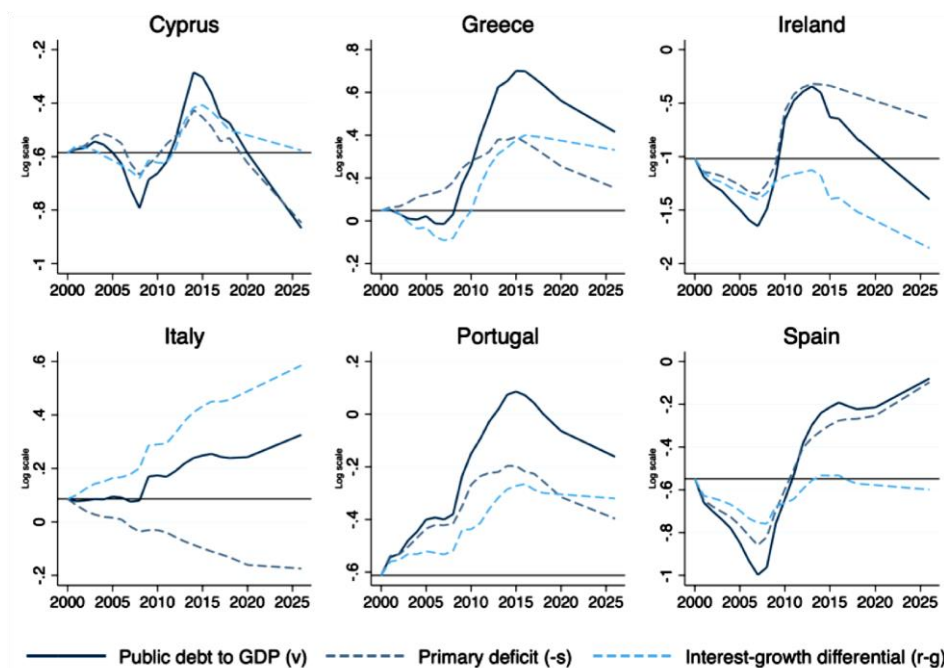 Cyprus
Greece
Ireland
-.2
-.4
-.6
-.8
-1
Log scale
2000 2005 2010 2015 2020 2025
.8
.6
.4
.2
0
-.2
Log scale
2000 2005 2010 2015 2020 2025
0
-.5
-1
-1.5
-2
Log scale
2000 2005 2010 2015 2020 2025
Italy
Portugal
Spain
.6
.4
.2
0
-.2
Log scale
2000 2005 2010 2015 2020 2025
.2
0
-.2
-.4
-.6
Log scale
2000 2005 2010 2015 2020 2025
0
-.2
-.4
-.6
-.8
-1
Log scale
2000 2005 2010 2015 2020 2025
Public debt to GDP (v)
Primary deficit (-s)
Interest-growth differential (r-g)